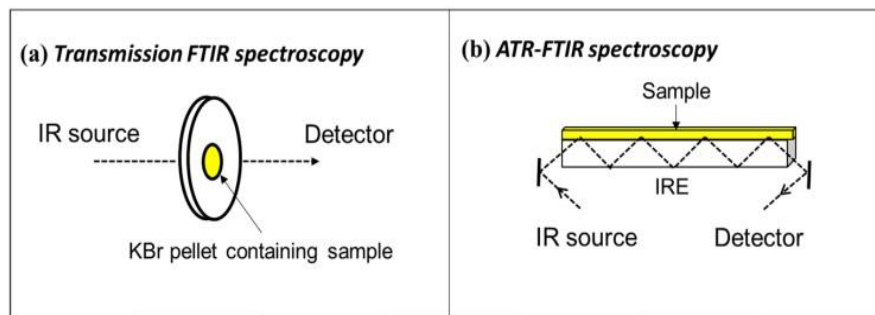 (a) Transmission FTIR spectroscopy
IR source
Detector
KBr pellet containing sample
(b) ATR-FTIR spectroscopy
Sample
IRE
IR source
Detector